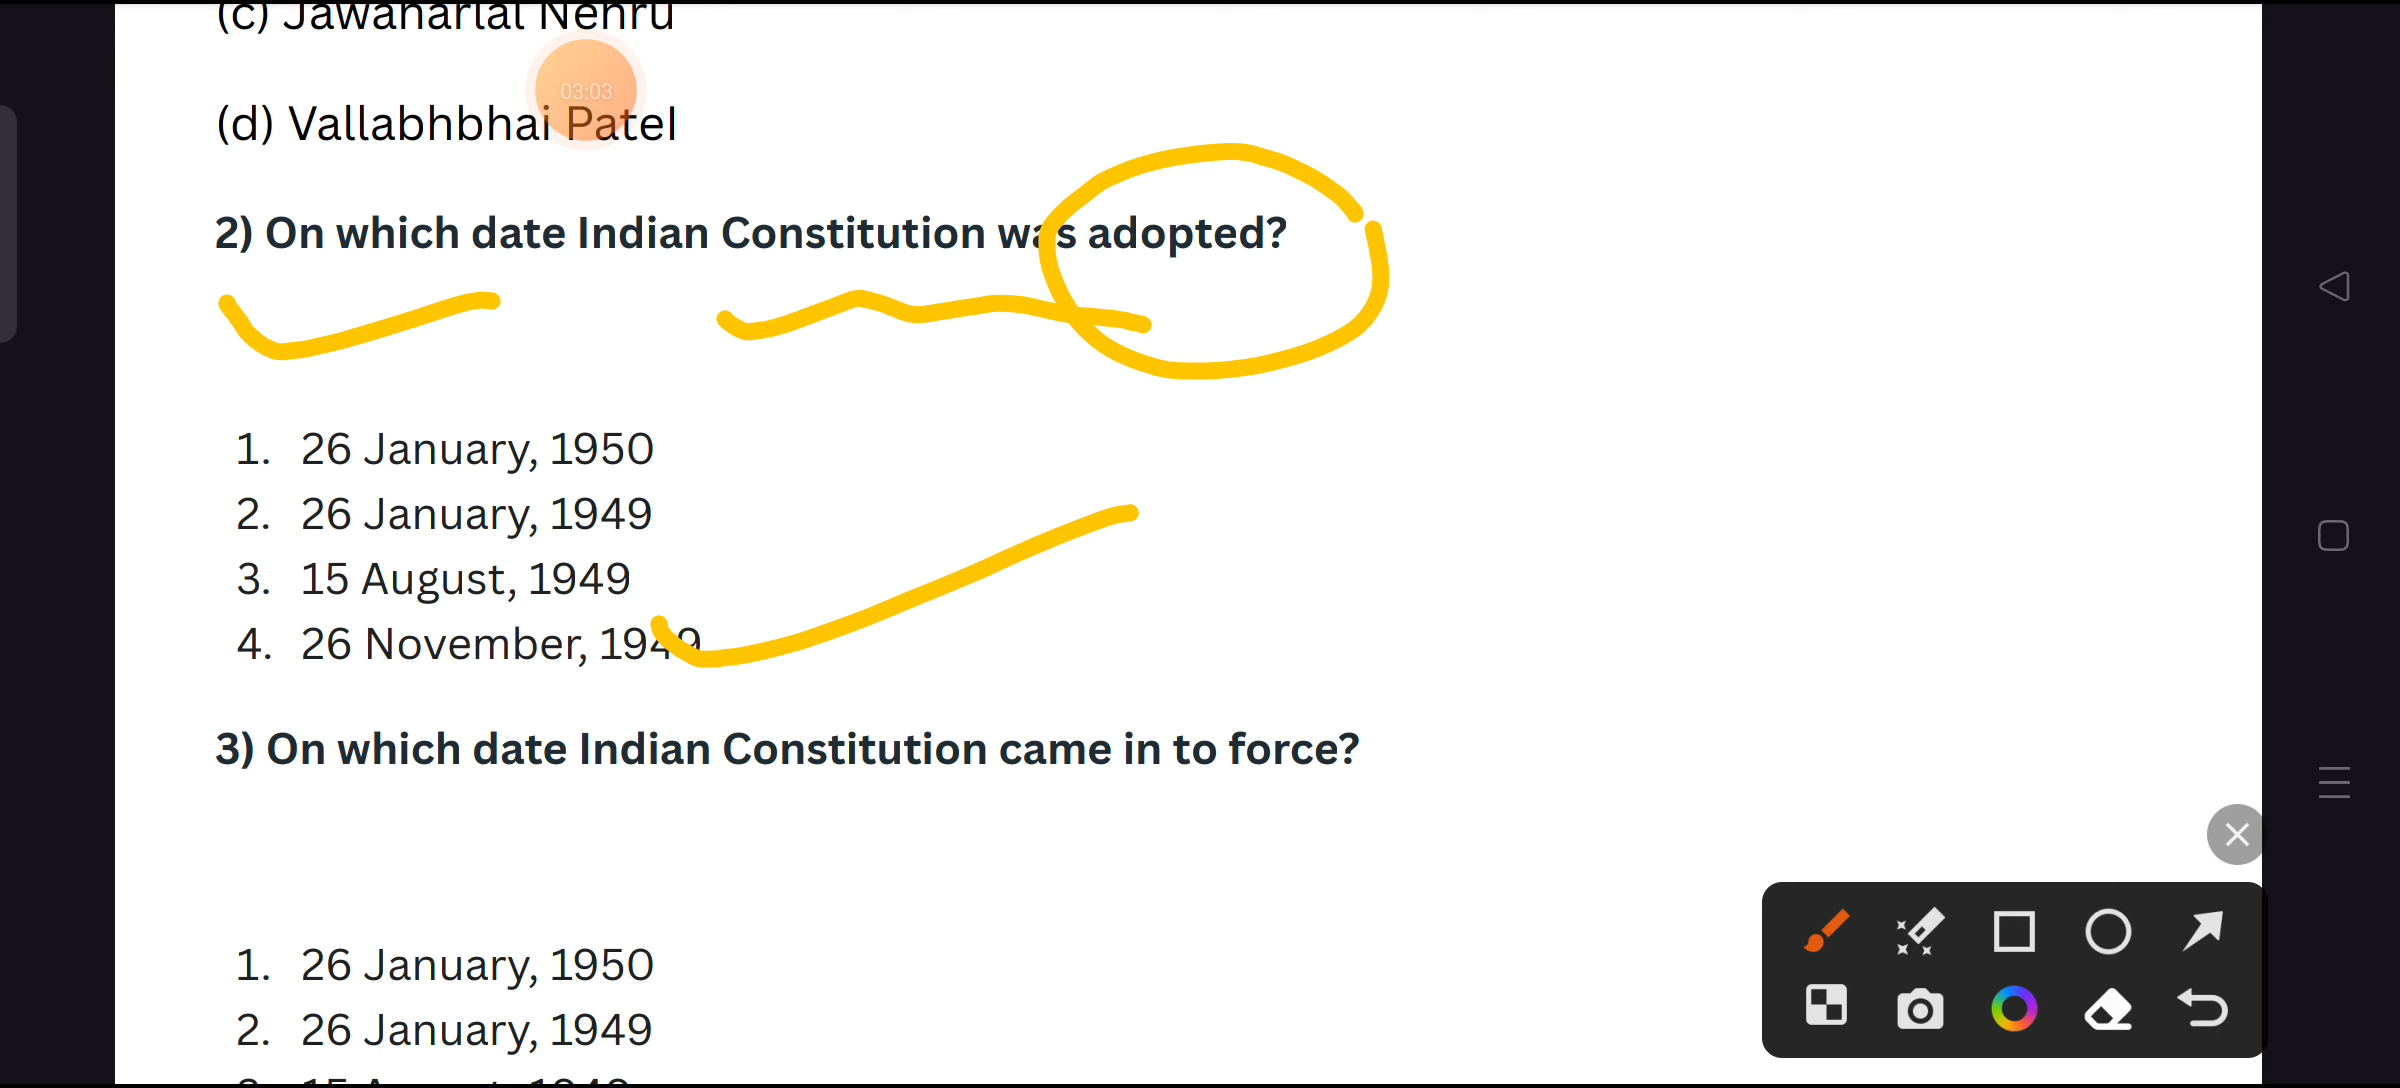 (c) Jawaharlal Nehru
03:03
(d) Vallabhbhai Patel
2) On which date Indian Constitution was adopted?
1. 26 January, 1950
2. 26 January, 1949
3. 15 August, 1949
4. 26 November, 1949
3) On which date Indian Constitution came in to force?
1. 26 January, 1950
2. 26 January, 1949